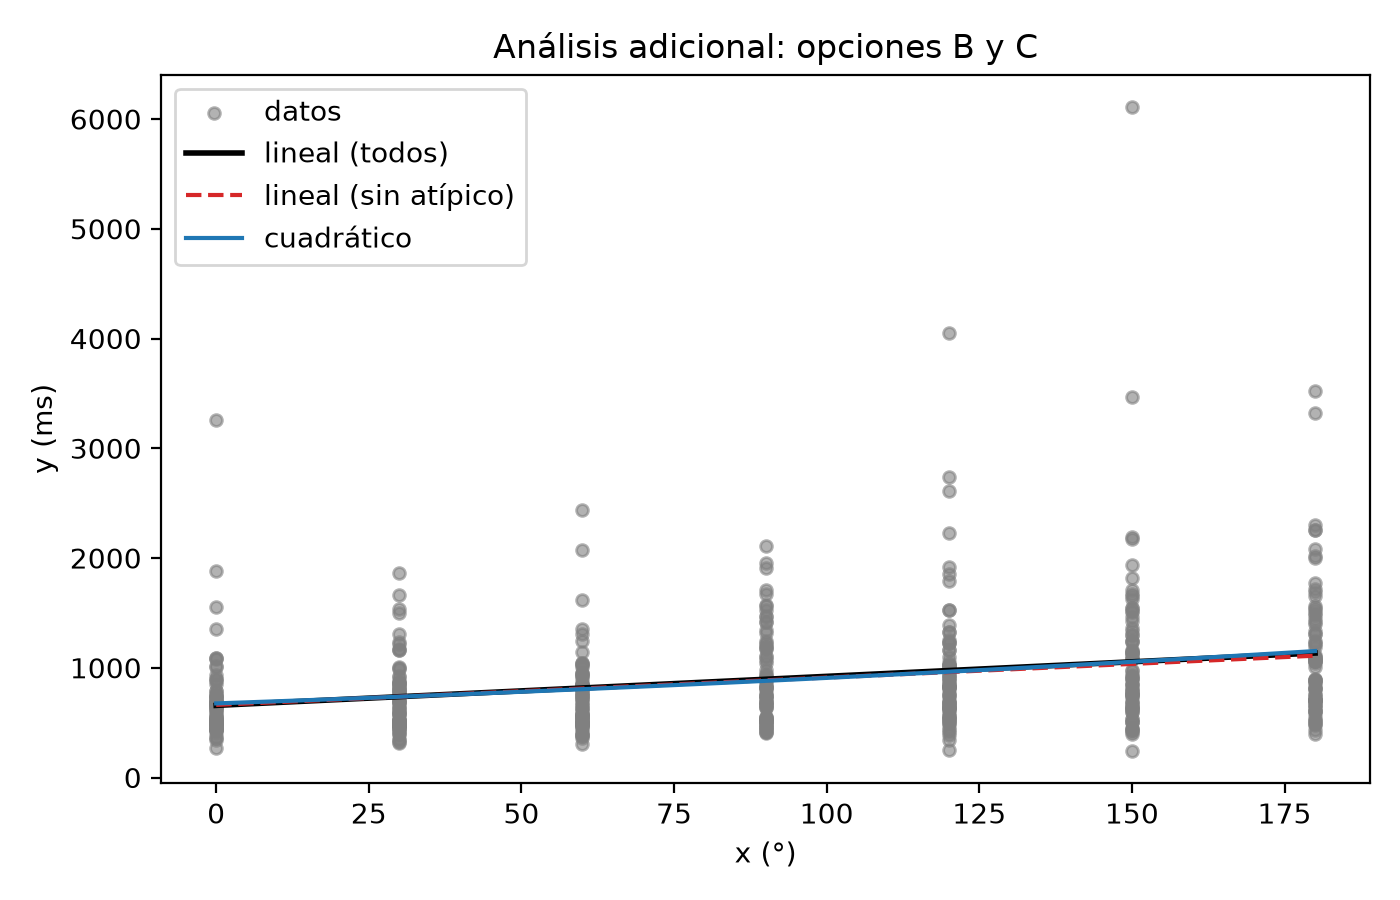 Análisis adicional: opciones B y C
datos
lineal (todos)
lineal (sin atípico)
cuadrático
6000
5000
4000
3000
2000
1000
0
y (ms)
0 25 50 75 100 125 150 175
x (°)